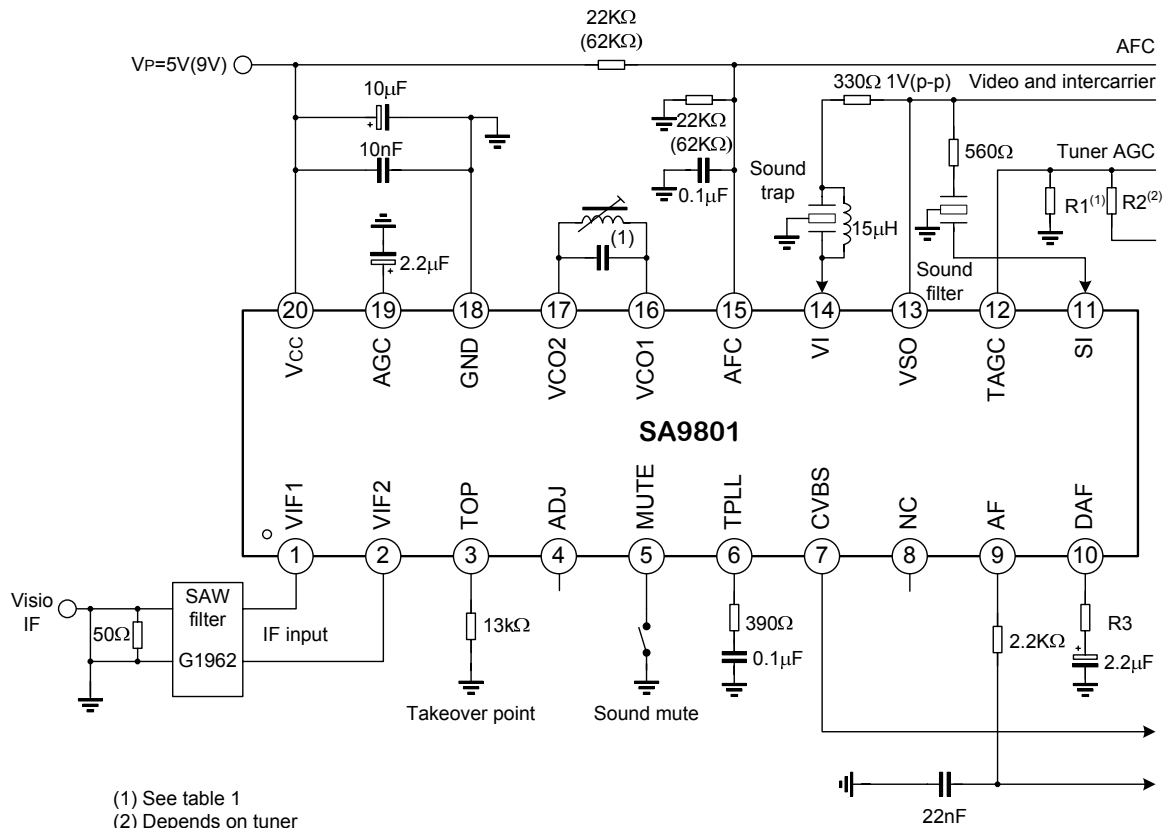 22KΩ
(62KΩ)
VP=5V(9V)
AFC
10μF
+
330Ω 1V(p-p)
Video and intercarrier
22KΩ
(62KΩ)
10nF
560Ω
Tuner AGC
Sound
trap
0.1μF
R1(1)
R2(2)
(1)
15μH
2.2μF
+
Sound
filter
20
19
18
17
16
15
14
13
12
11
VCC
AGC
GND
VCO2
VCO1
AFC
VI
VSO
TAGC
SI
SA9801
VIF1
VIF2
TOP
ADJ
MUTE
TPLL
CVBS
NC
AF
DAF
1
2
3
4
5
6
7
8
9
10
Visio
IF
50Ω
SAW
filter
G1962
IF input
13kΩ
390Ω
0.1μF
2.2KΩ
R3
+
2.2μF
Takeover point
Sound mute
22nF
(1) See table 1
(2) Depends on tuner